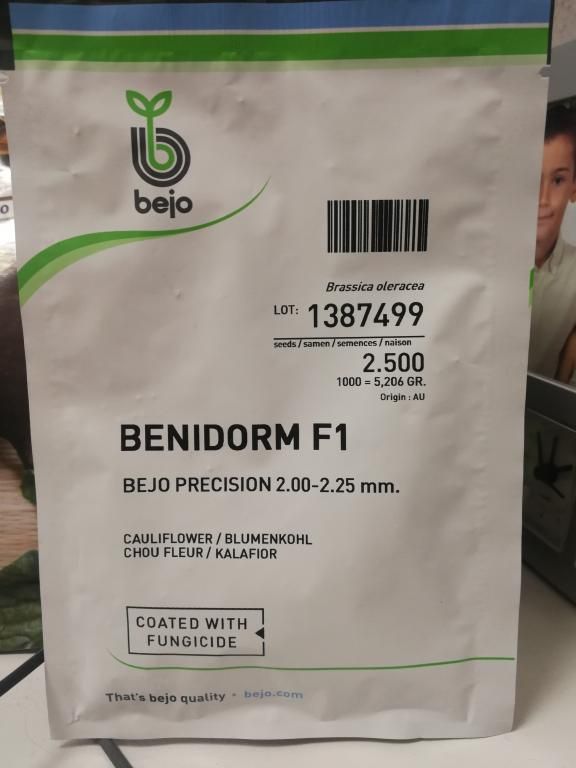 bejo
Brassica oleracea
LOT: 1387499
seeds / samen / semences / naison
2.500
1000 = 5,206 GR.
Origin : AU
BENIDORM F1
BEJO PRECISION 2.00-2.25 mm.
CAULIFLOWER / BLUMENKOHL
CHOU FLEUR / KALAFIOR
COATED WITH
FUNGICIDE
That's bejo quality • bejo.com